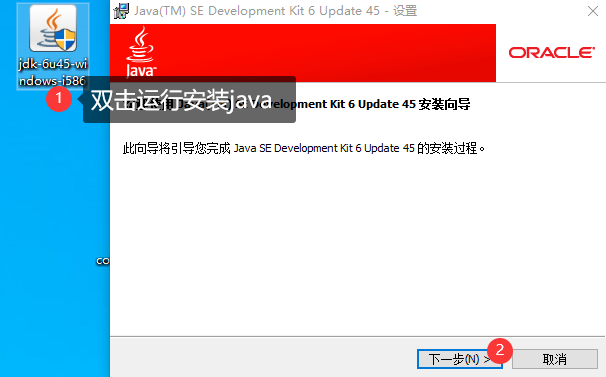 Java(TM) SE Development Kit 6 Update 45 - 设置
Java
ORACLE
jdk-6u45-wi
ndows-i586
1
双击运行安装java
Development Kit 6 Update 45 安装向导
此向导将引导您完成 Java SE Development Kit 6 Update 45 的安装过程。
co
2
下一步(N) >
取消